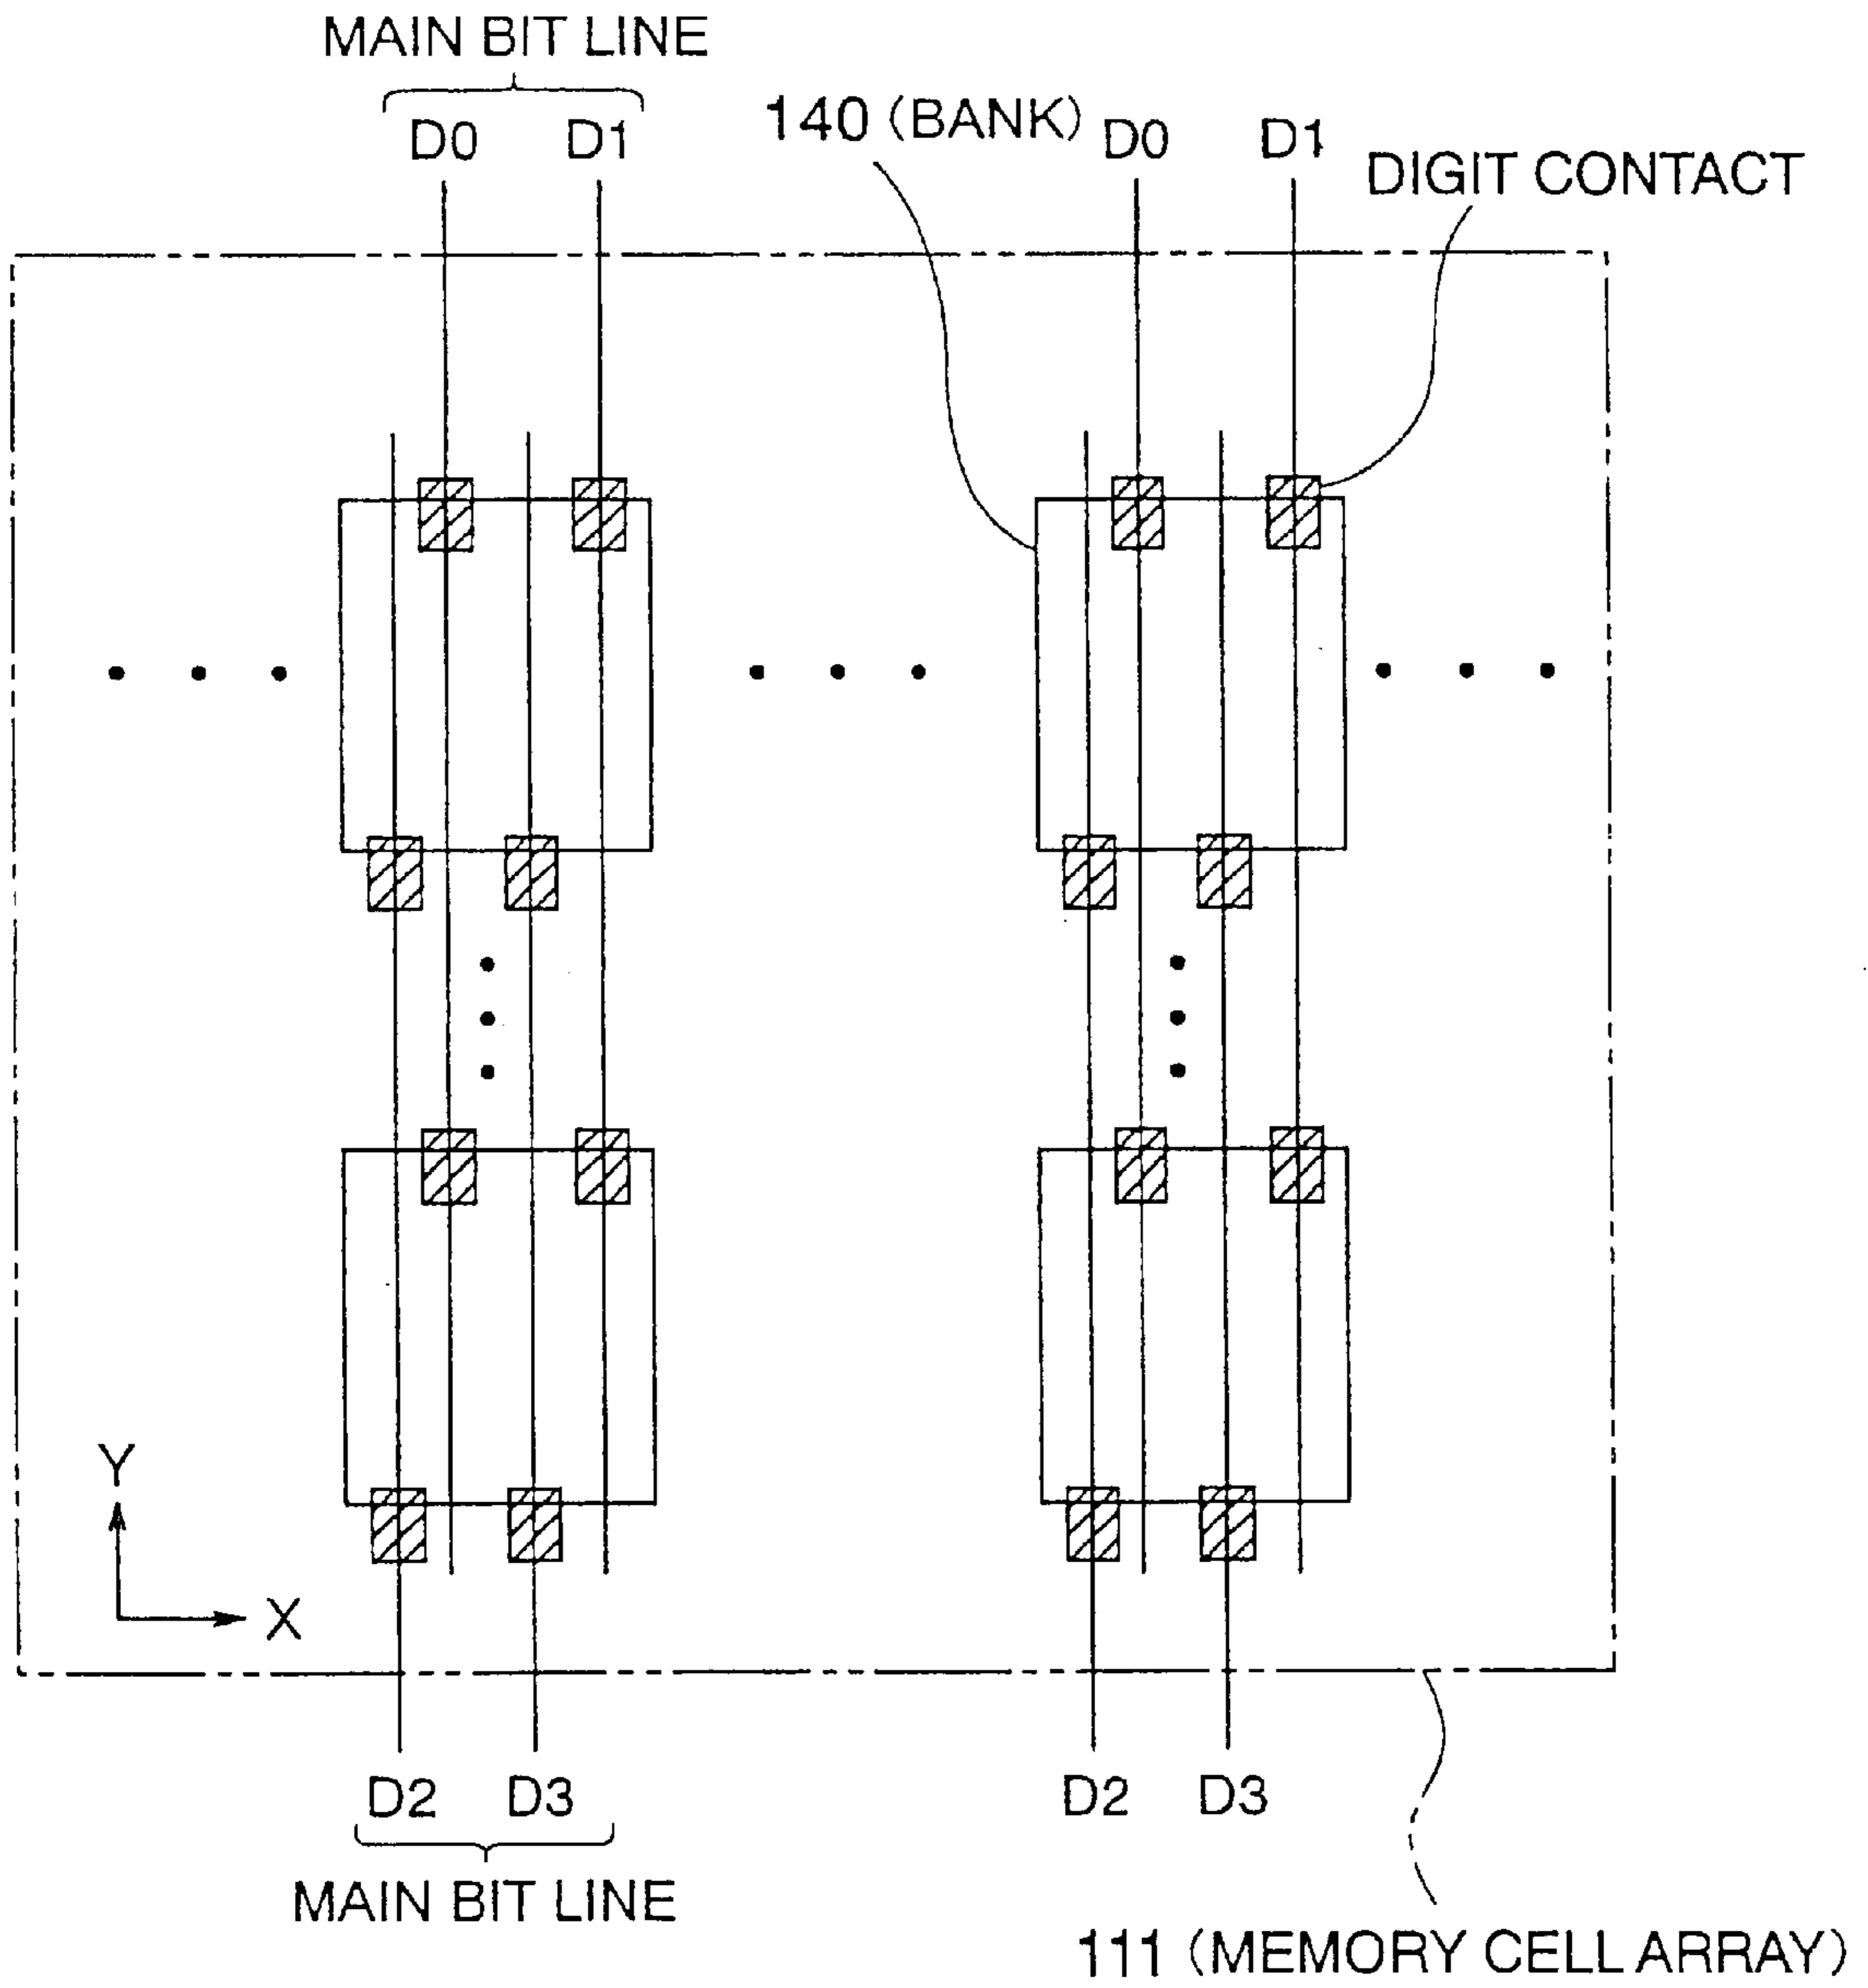 MAIN BIT LINE
D0 D1
140 (BANK)
D0 D1
DIGIT CONTACT
Y
X
D2 D3
MAIN BIT LINE
D2 D3
111 (MEMORY CELL ARRAY)